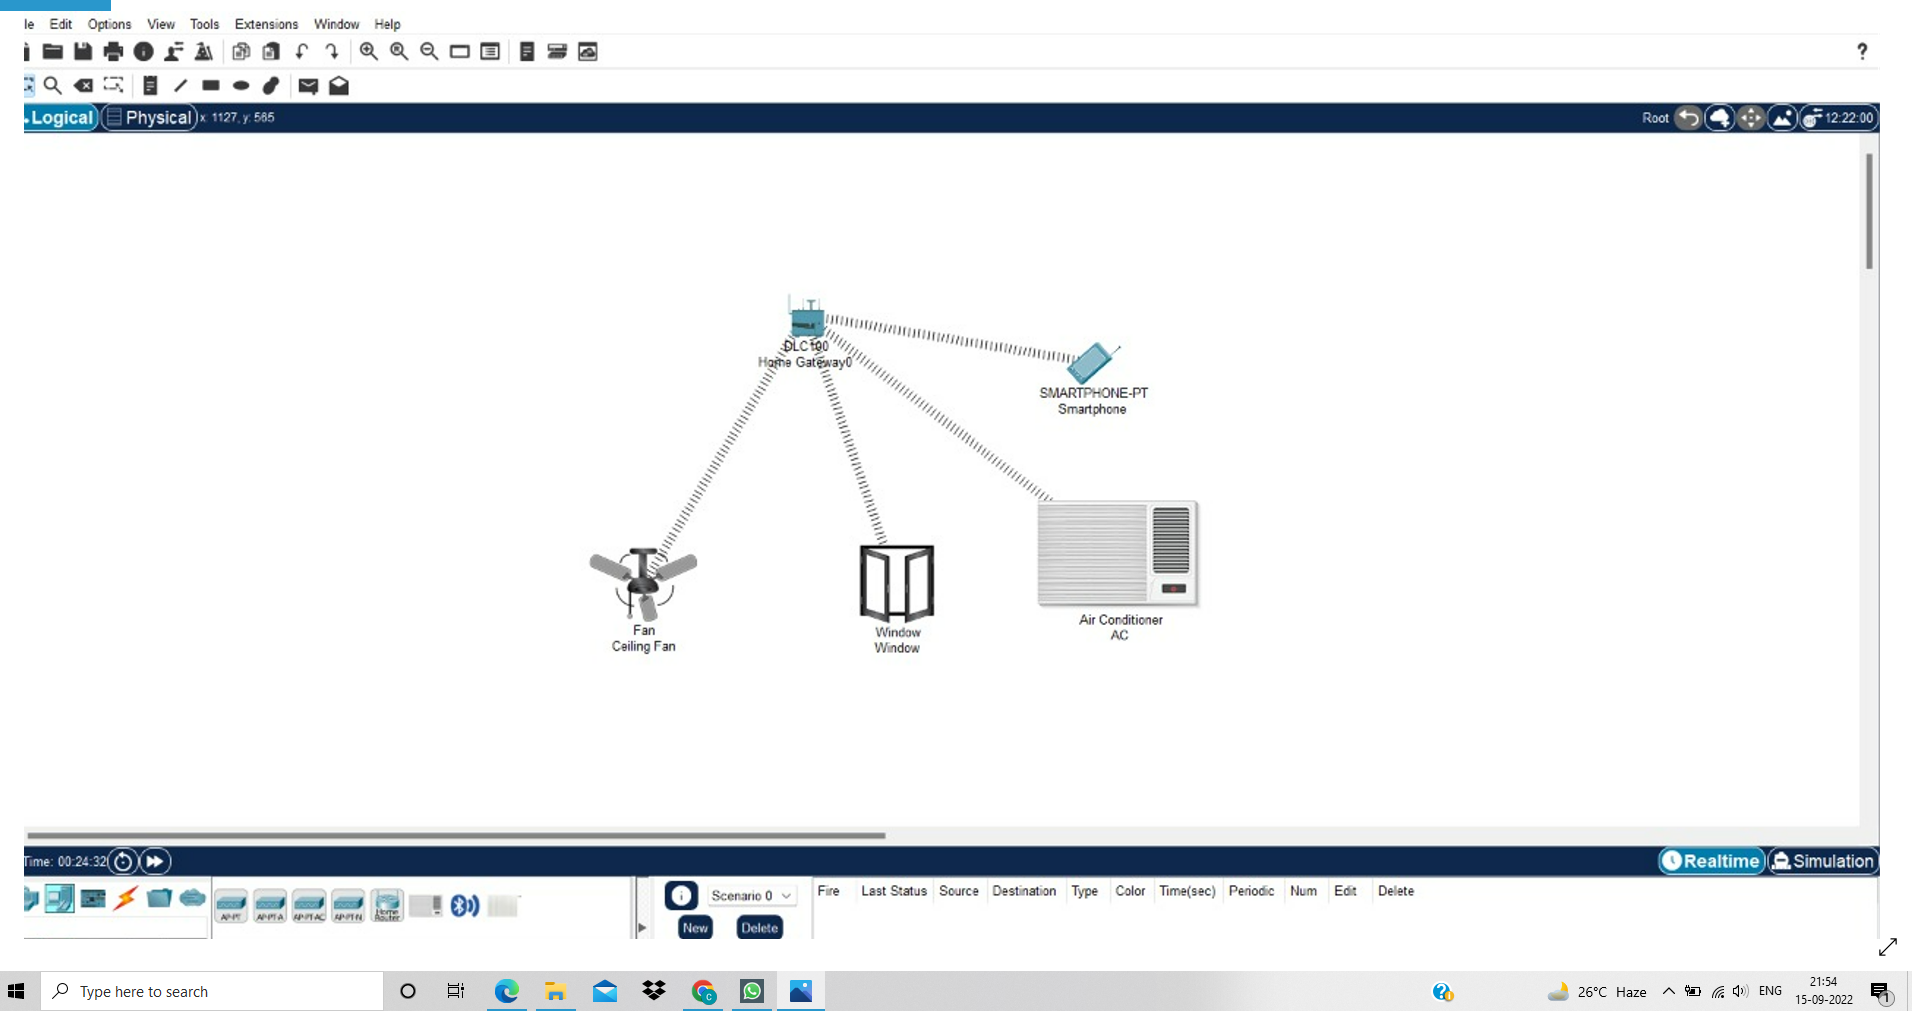 le Edit Options View Tools Extensions Window Help
?
Logical Physical x: 1127, y: 565 Root 12:22:00
DLC100
Home Gateway0
SMARTPHONE-PT
Smartphone
Air Conditioner
AC
Fan
Ceiling Fan
Window
Window
Time: 00:24:32 Realtime Simulation
AP-PT AP-PT-A AP-PT-AC AP-PT-N Home Router
Scenario 0
New Delete
Fire Last Status Source Destination Type Color Time(sec) Periodic Num Edit Delete
Type here to search
26°C Haze ENG 21:54
15-09-2022
1